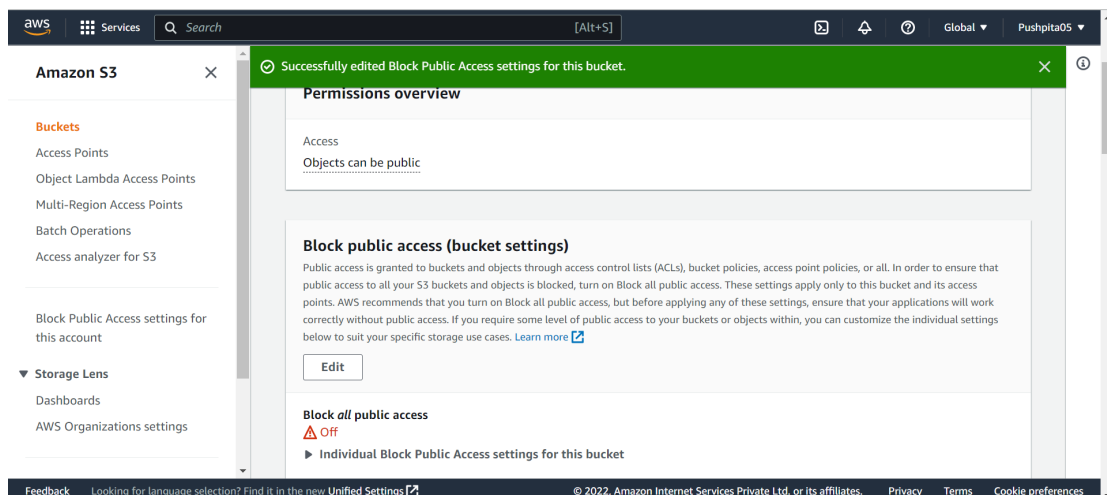 aws
Services
Search
[Alt+S]
Global ▼
Pushpita05 ▼
Amazon S3
Buckets
Access Points
Object Lambda Access Points
Multi-Region Access Points
Batch Operations
Access analyzer for S3
Block Public Access settings for
this account
▼ Storage Lens
Dashboards
AWS Organizations settings
Successfully edited Block Public Access settings for this bucket.
Permissions overview
Access
Objects can be public
Block public access (bucket settings)
Public access is granted to buckets and objects through access control lists (ACLs), bucket policies, access point policies, or all. In order to ensure that
public access to all your S3 buckets and objects is blocked, turn on Block all public access. These settings apply only to this bucket and its access
points. AWS recommends that you turn on Block all public access, but before applying any of these settings, ensure that your applications will work
correctly without public access. If you require some level of public access to your buckets or objects within, you can customize the individual settings
below to suit your specific storage use cases. Learn more
Edit
Block all public access
Off
▶ Individual Block Public Access settings for this bucket
Feedback
Looking for language selection? Find it in the new Unified Settings
© 2022, Amazon Internet Services Private Ltd. or its affiliates.
Privacy
Terms
Cookie preferences